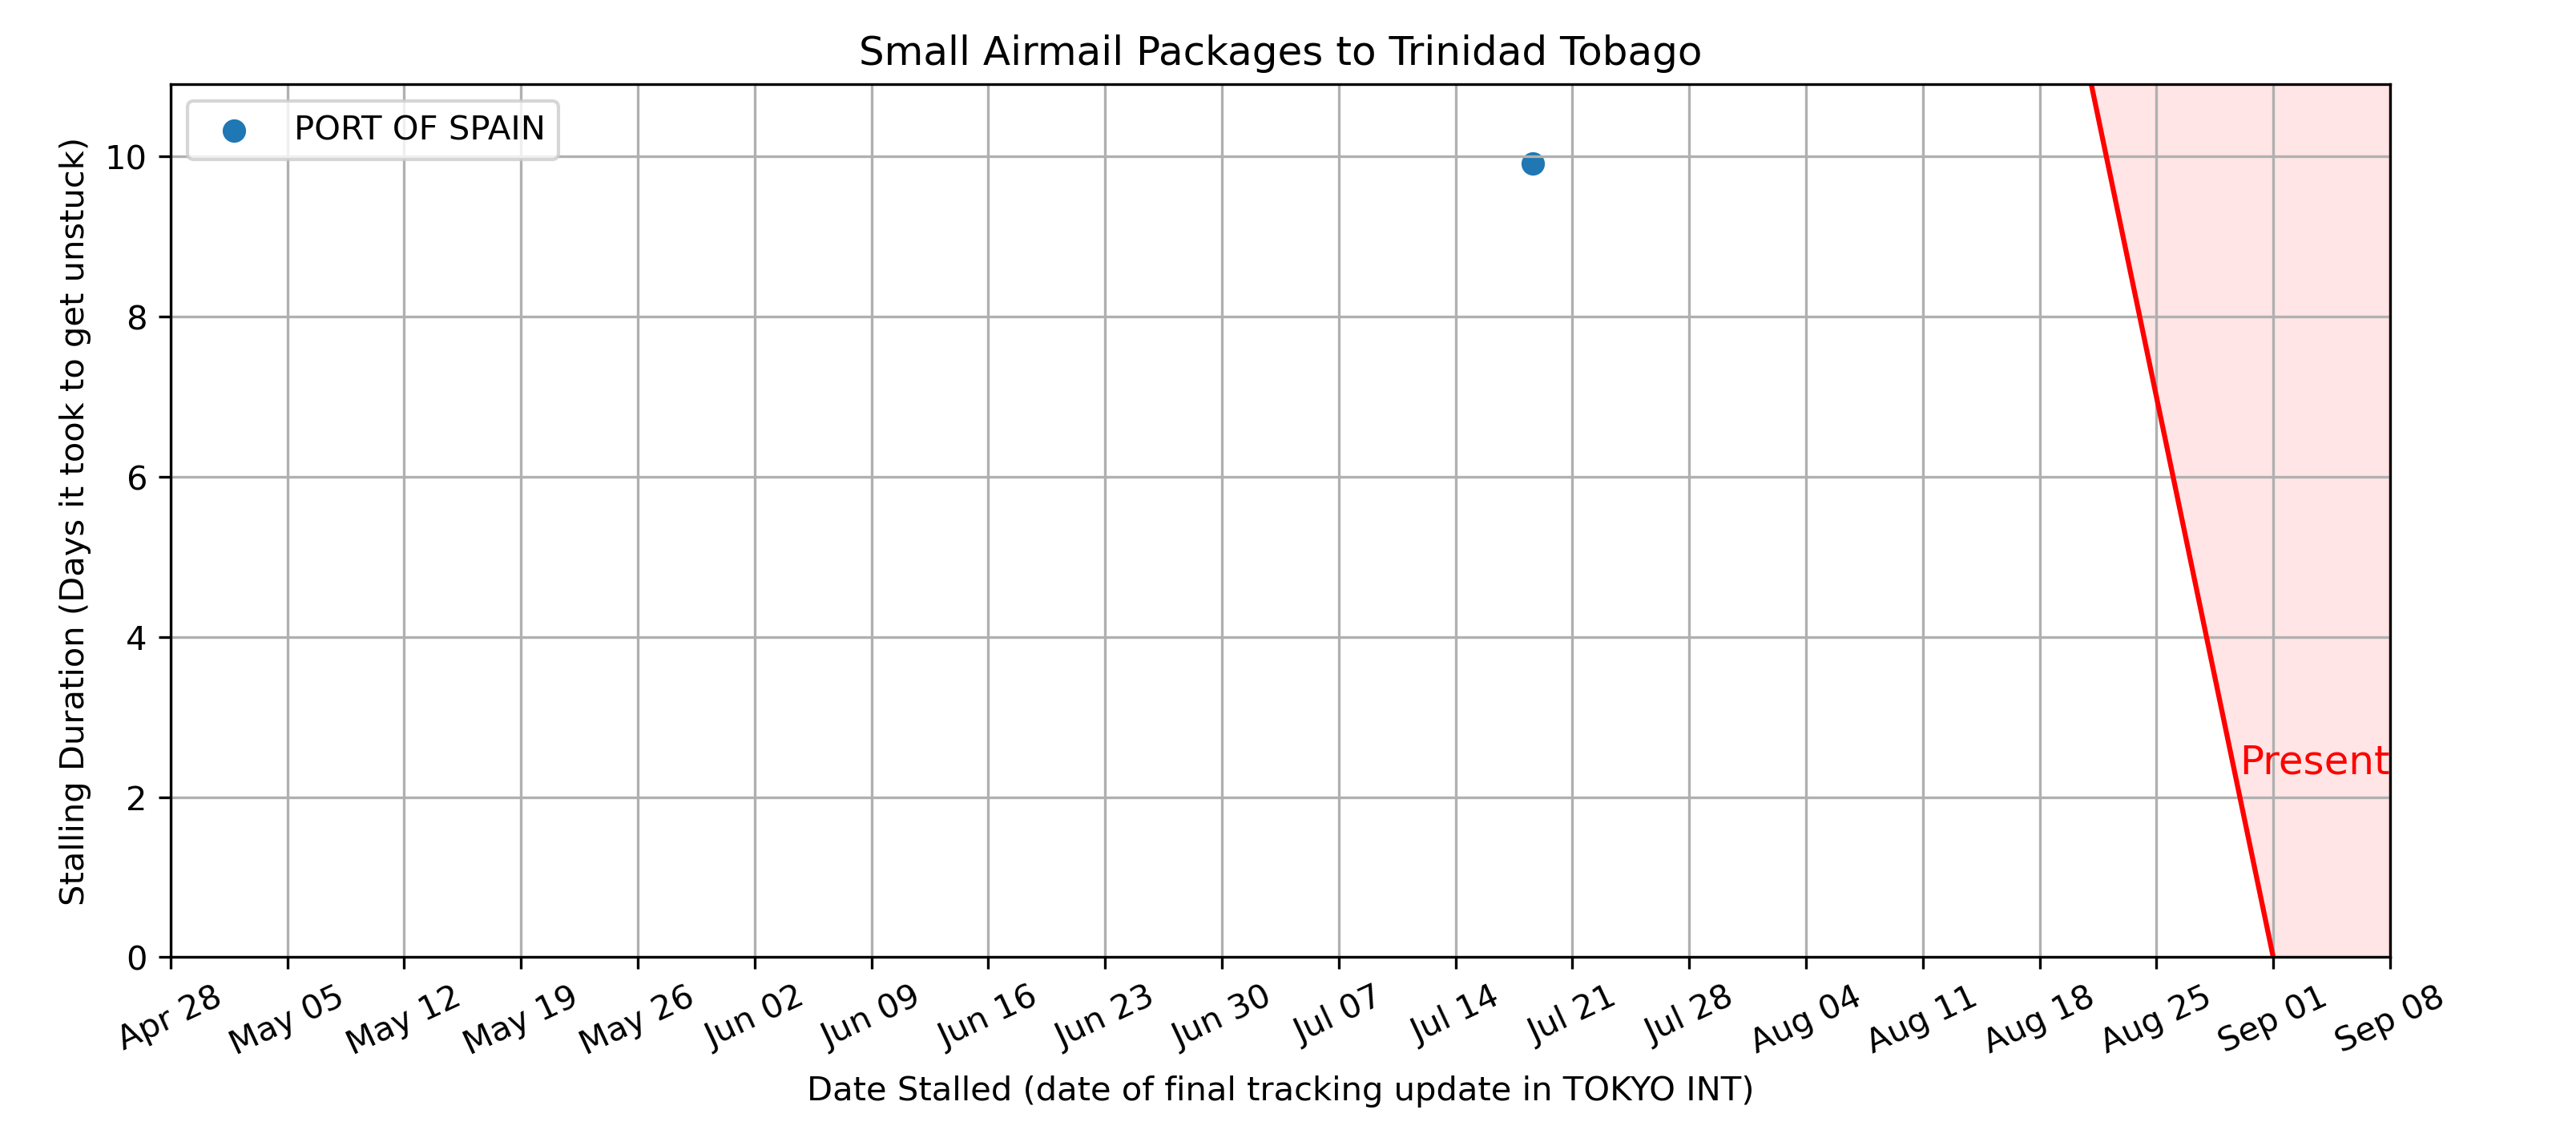 Small Airmail Packages to Trinidad Tobago
PORT OF SPAIN
Stalling Duration (Days it took to get unstuck)
10
8
6
4
2
0
Present
Apr 28
May 05
May 12
May 19
May 26
Jun 02
Jun 09
Jun 16
Jun 23
Jun 30
Jul 07
Jul 14
Jul 21
Jul 28
Aug 04
Aug 11
Aug 18
Aug 25
Sep 01
Sep 08
Date Stalled (date of final tracking update in TOKYO INT)